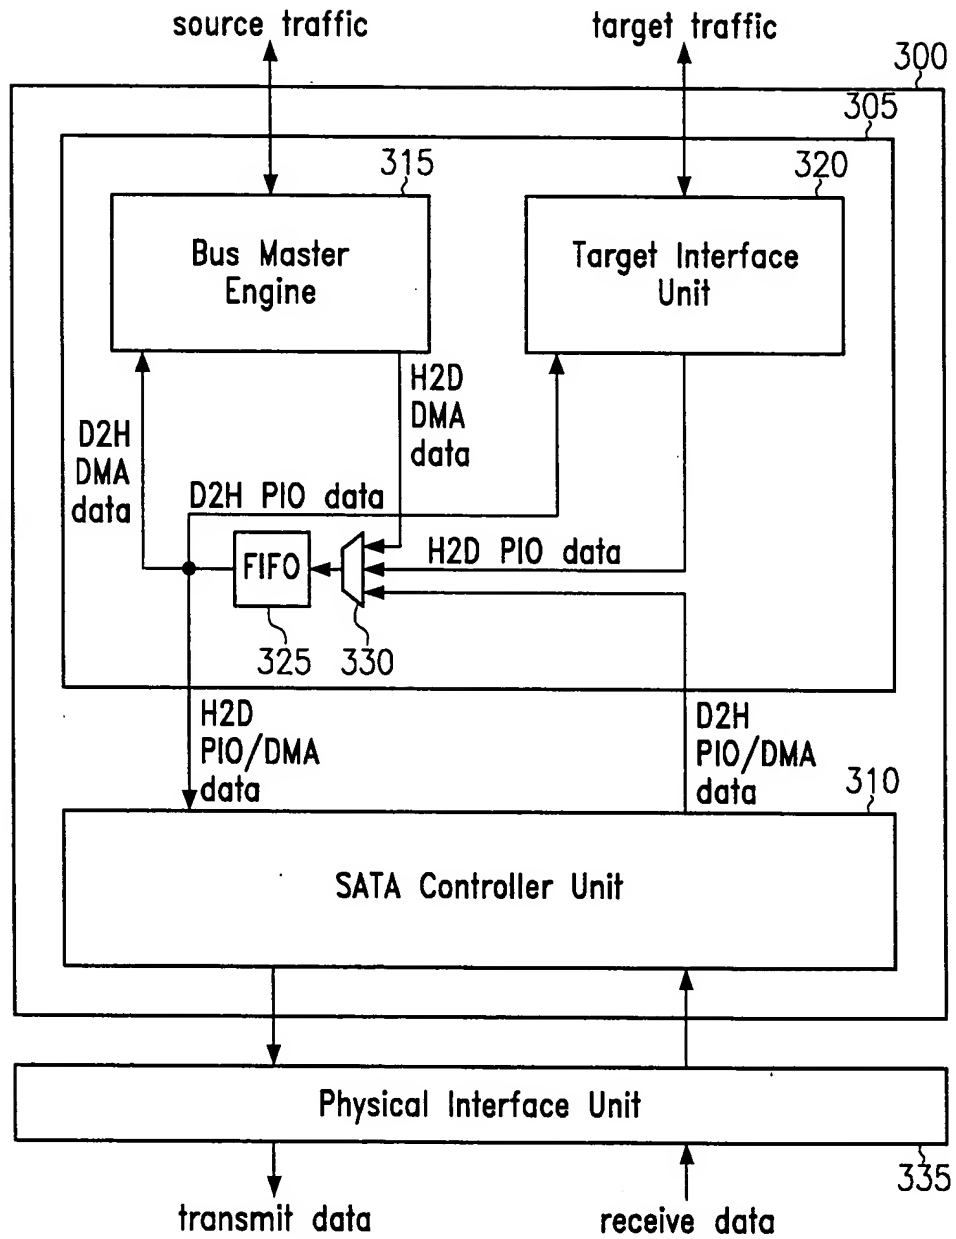 source traffic
target traffic
300
305
315
320
Bus Master
Engine
Target Interface
Unit
H2D
DMA
data
D2H
DMA
data
D2H PIO data
FIFO
H2D PIO data
325
330
H2D
PIO/DMA
data
D2H
PIO/DMA
data
310
SATA Controller Unit
Physical Interface Unit
335
transmit data
receive data